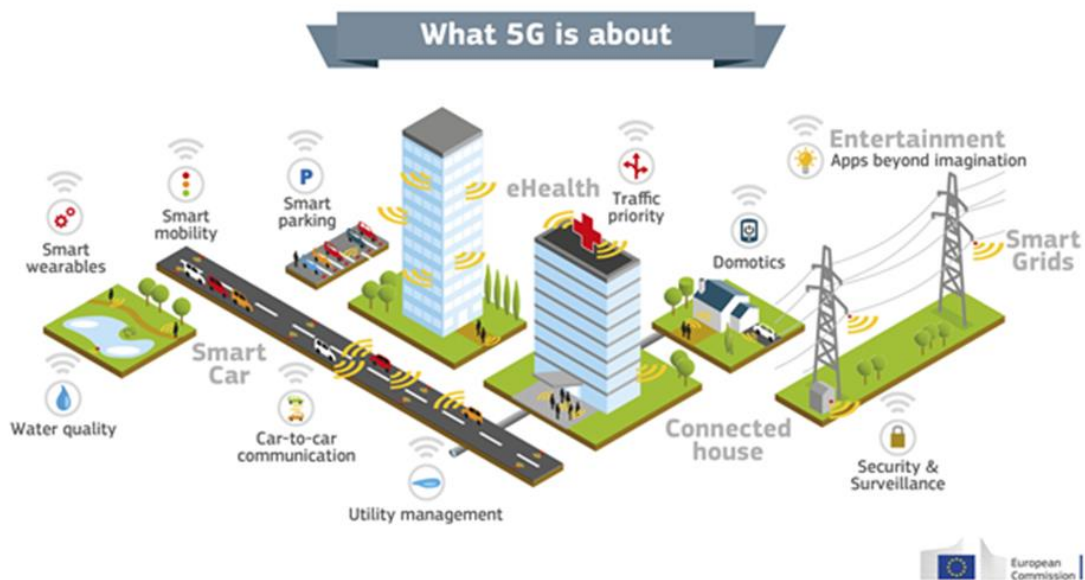 What 5G is about
Entertainment
Apps beyond imagination
Smart
mobility
P
Smart
parking
eHealth
Traffic
priority
Smart
wearables
Domotics
Smart
Grids
Smart
Car
Water quality
Car-to-car
communication
Connected
house
Security &
Surveillance
Utility management
European
Commission